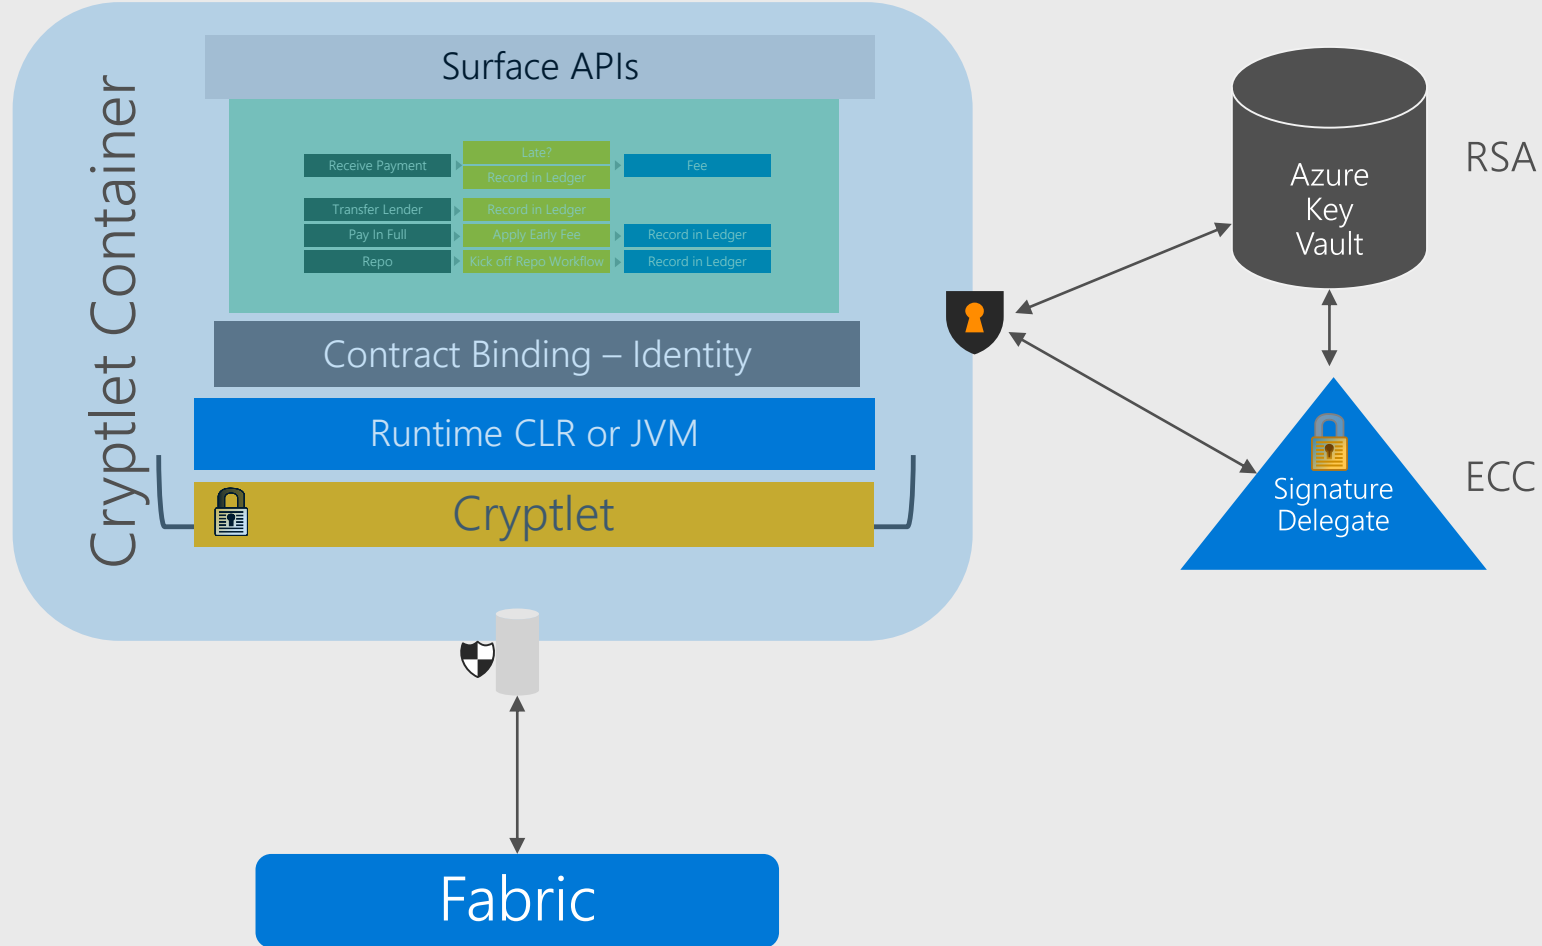 Cryptlet Container
Surface APIs
Receive Payment
Late?
Record in Ledger
Fee
Transfer Lender
Record in Ledger
Pay In Full
Apply Early Fee
Record in Ledger
Repo
Kick off Repo Workflow
Record in Ledger
Contract Binding – Identity
Runtime CLR or JVM
Cryptlet
Fabric
Azure
Key
Vault
RSA
Signature
Delegate
ECC